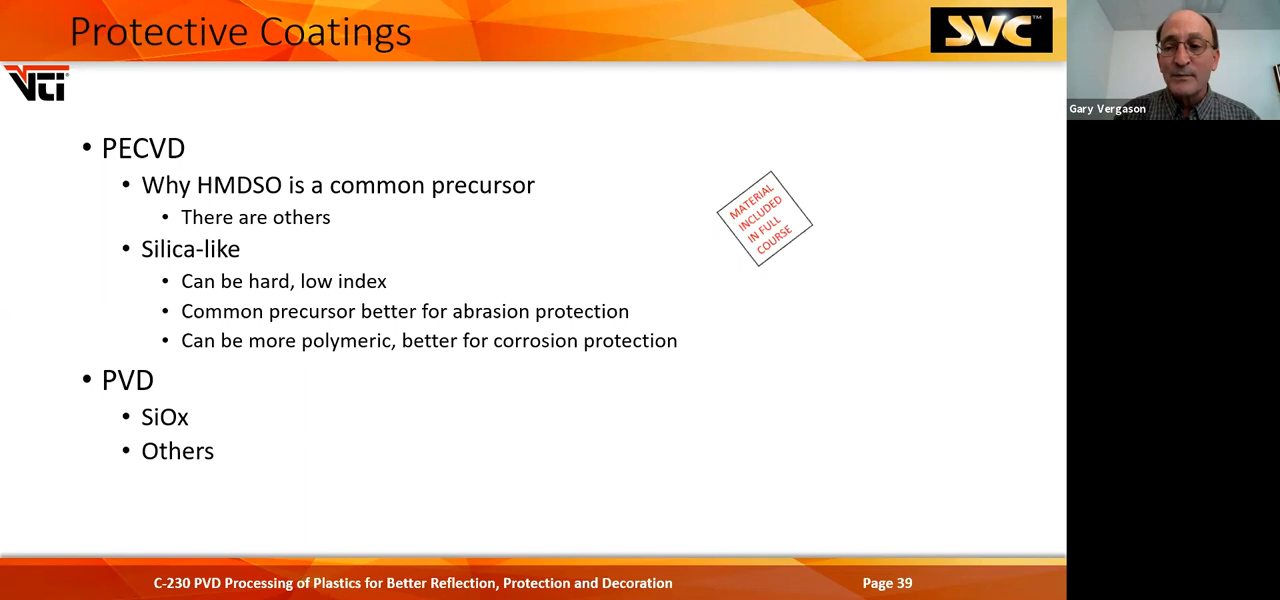 Protective Coatings
SVC™
VTi
Gary Vergason
• PECVD
• Why HMDSO is a common precursor
• There are others
• Silica-like
• Can be hard, low index
• Common precursor better for abrasion protection
• Can be more polymeric, better for corrosion protection
• PVD
• SiOx
• Others
MATERIAL
INCLUDED
IN FULL
COURSE
C-230 PVD Processing of Plastics for Better Reflection, Protection and Decoration
Page 39